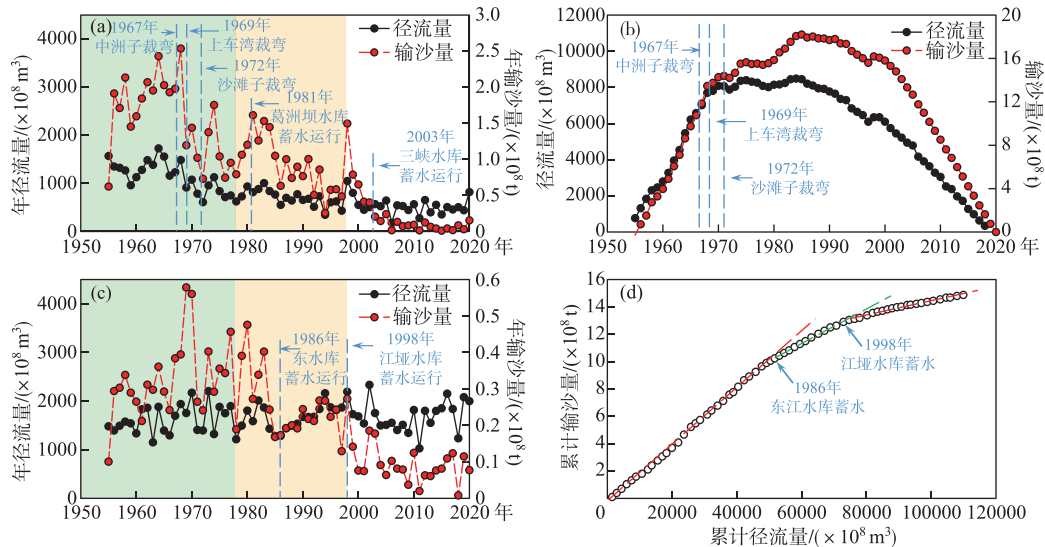 (a)
1967年
中洲子裁弯
1969年
上车湾裁弯
1972年
沙滩子裁弯
1981年
葛洲坝水库
蓄水运行
2003年
三峡水库
蓄水运行
径流量
输沙量
年径流量/(×10⁸ m³)
4000
3000
2000
1000
0
年输沙量/(×10⁸ t)
3.0
2.5
2.0
1.5
1.0
0.5
0
1950 1960 1970 1980 1990 2000 2010 2020 年
(b)
1967年
中洲子裁弯
1969年
上车湾裁弯
1972年
沙滩子裁弯
径流量
输沙量
径流量/(×10⁸ m³)
12000
10000
8000
6000
4000
2000
0
输沙量/(×10⁸ t)
20
16
12
8
4
0
1950 1960 1970 1980 1990 2000 2010 2020 年
(c)
径流量
输沙量
1986年
东水库
蓄水运行
1998年
江垭水库
蓄水运行
年径流量/(×10⁸ m³)
4000
3000
2000
1000
0
年输沙量/(×10⁸ t)
0.6
0.5
0.4
0.3
0.2
0.1
0
1950 1960 1970 1980 1990 2000 2010 2020 年
(d)
1998年
江垭水库蓄水
1986年
东江水库蓄水
累计输沙量/(×10⁸ t)
16
14
12
10
8
6
4
2
0 20000 40000 60000 80000 100000 120000
累计径流量/(×10⁸ m³)